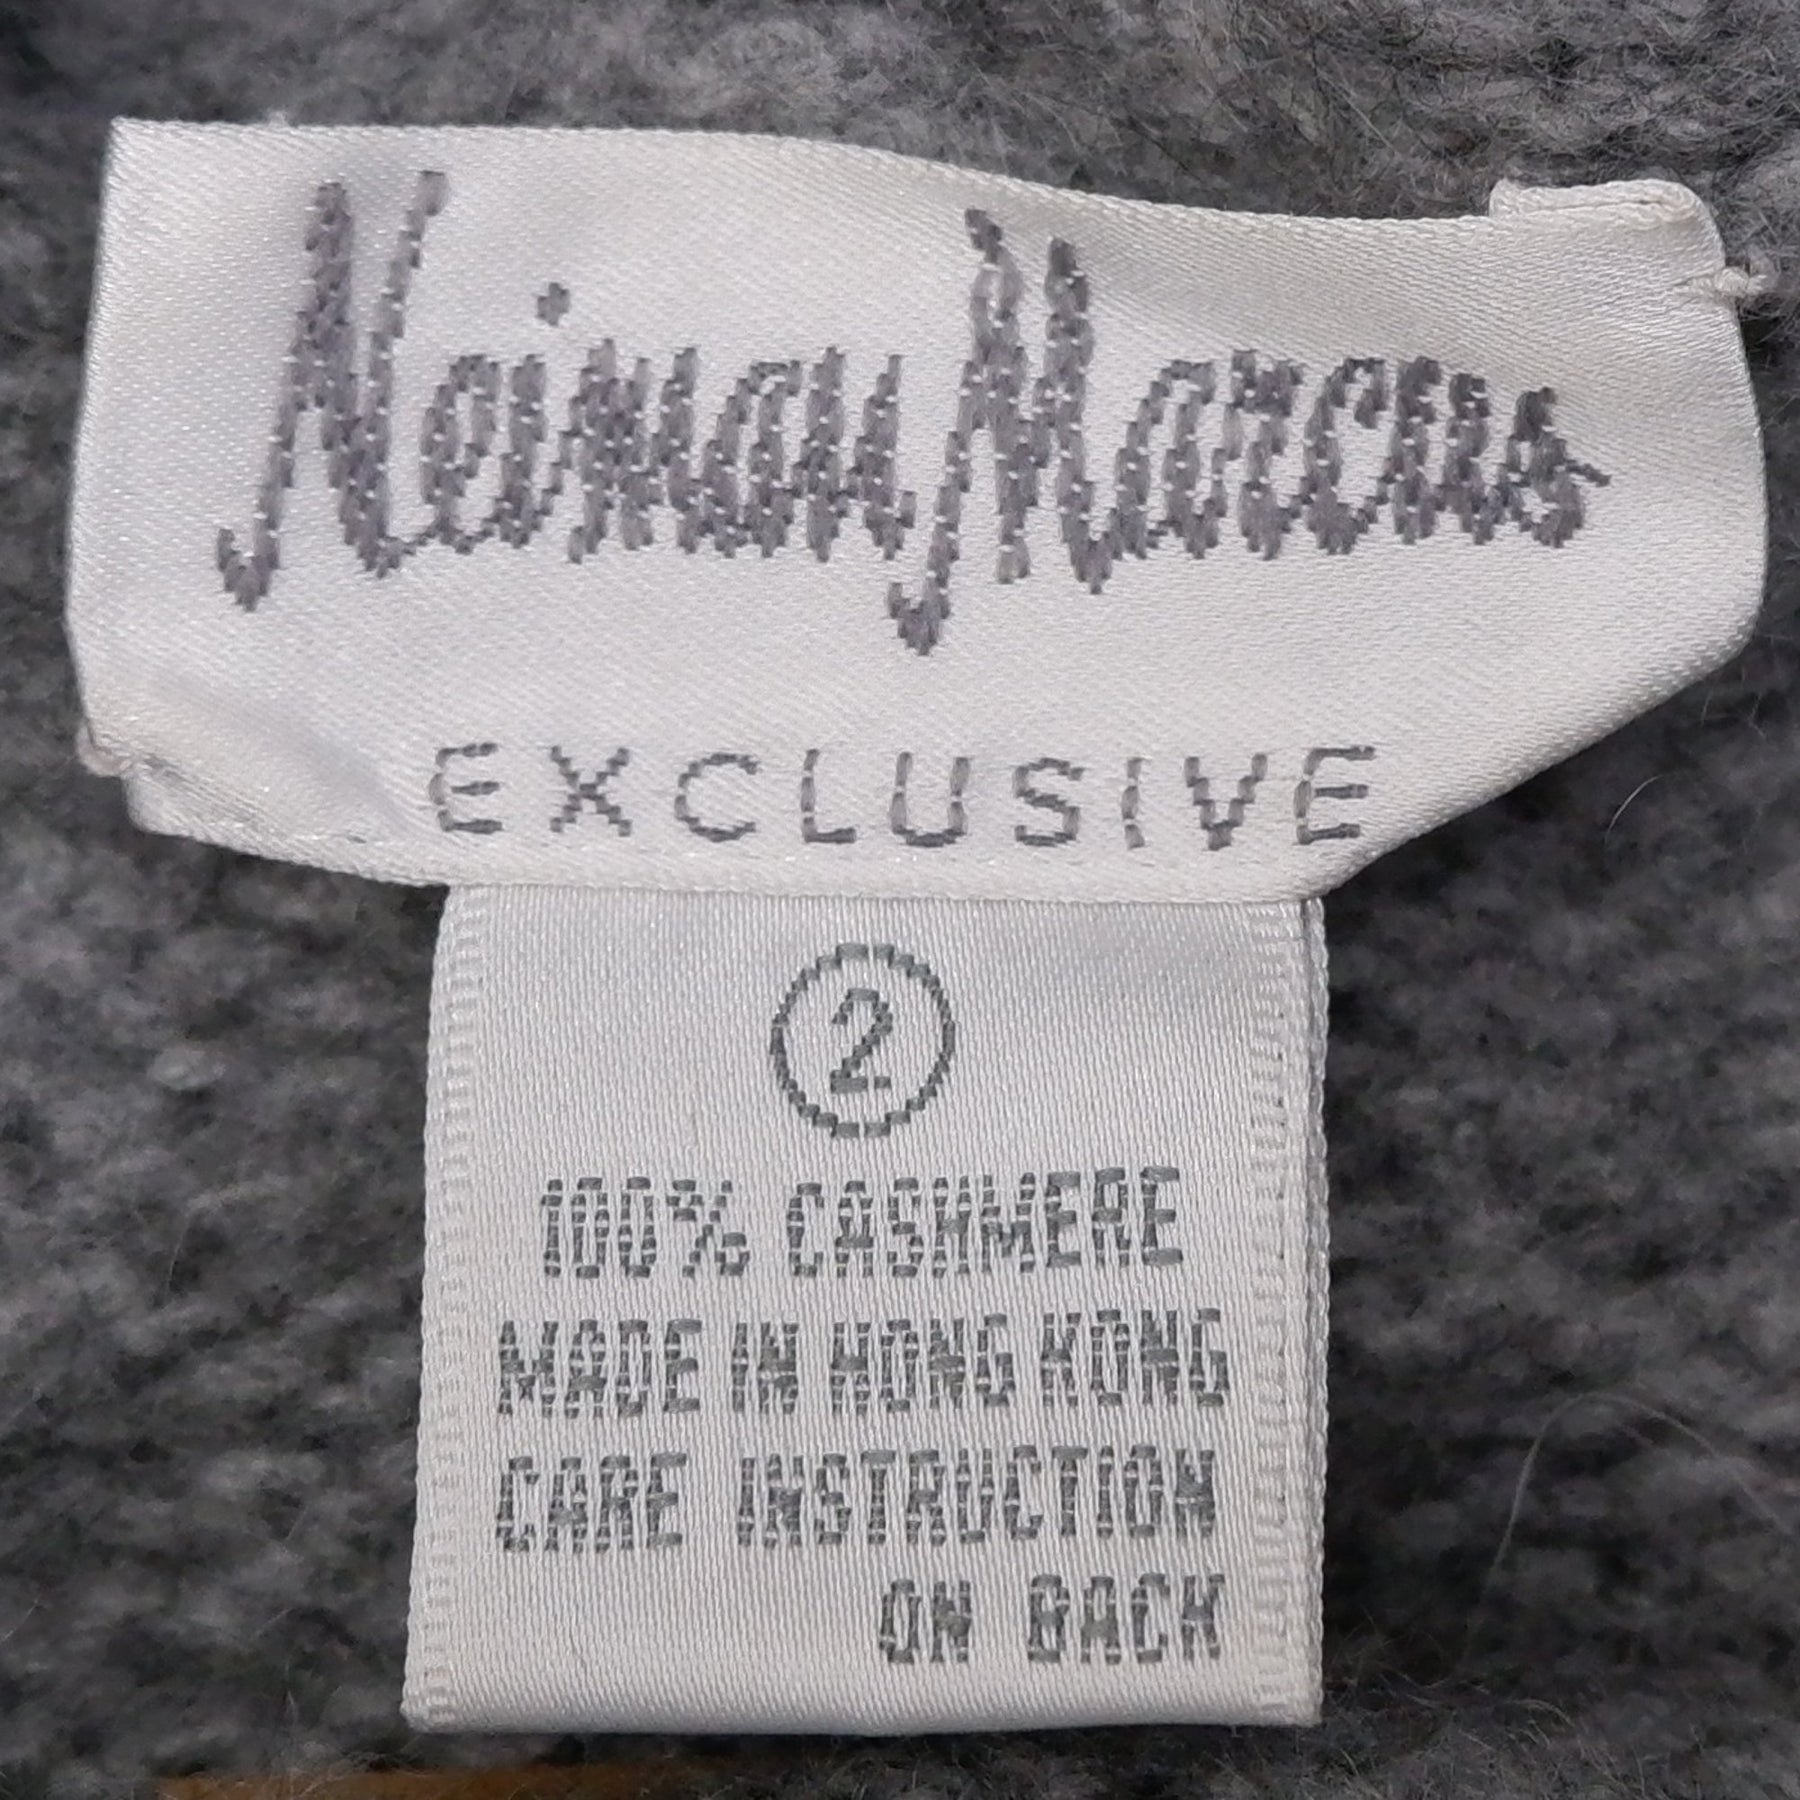 Neiman Marcus
EXCLUSIVE
2
100% CASHMERE
MADE IN HONG KONG
CARE INSTRUCTION
ON BACK